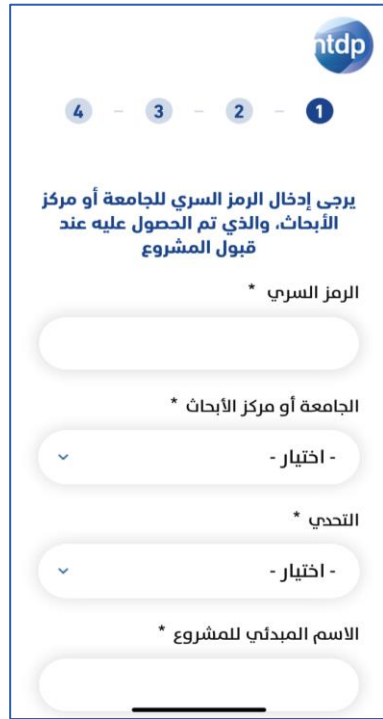 ntdp
1 - 2 - 3 - 4
يرجى إدخال الرمز السري للجامعة أو مركز
الأبحاث، والذي تم الحصول عليه عند
قبول المشروع
الرمز السري *
الجامعة أو مركز الأبحاث *
- اختيار -
التحدي *
- اختيار -
الاسم المبدئي للمشروع *